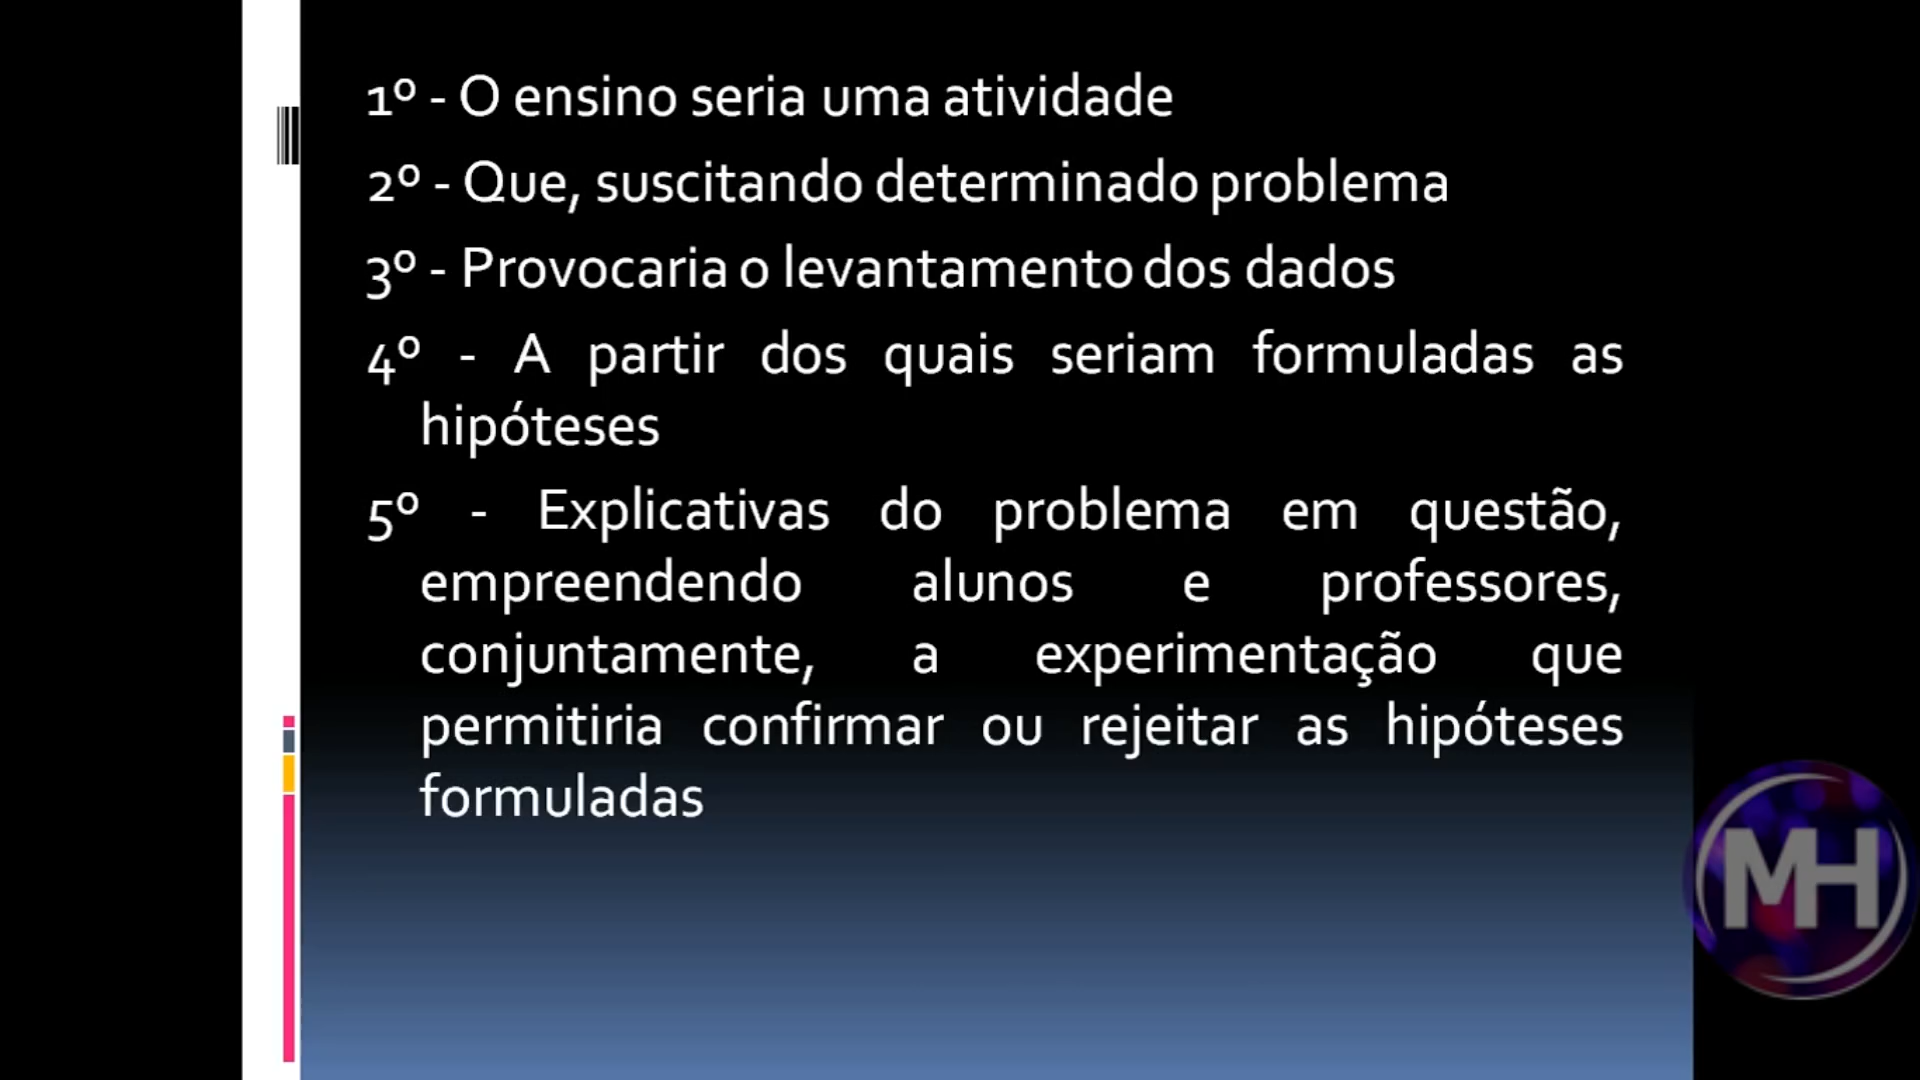 1º - O ensino seria uma atividade
2º - Que, suscitando determinado problema
3º - Provocaria o levantamento dos dados
4º - A partir dos quais seriam formuladas as
hipóteses
5º - Explicativas do problema em questão,
empreendendo alunos e professores,
conjuntamente, a experimentação que
permitiria confirmar ou rejeitar as hipóteses
formuladas
MH